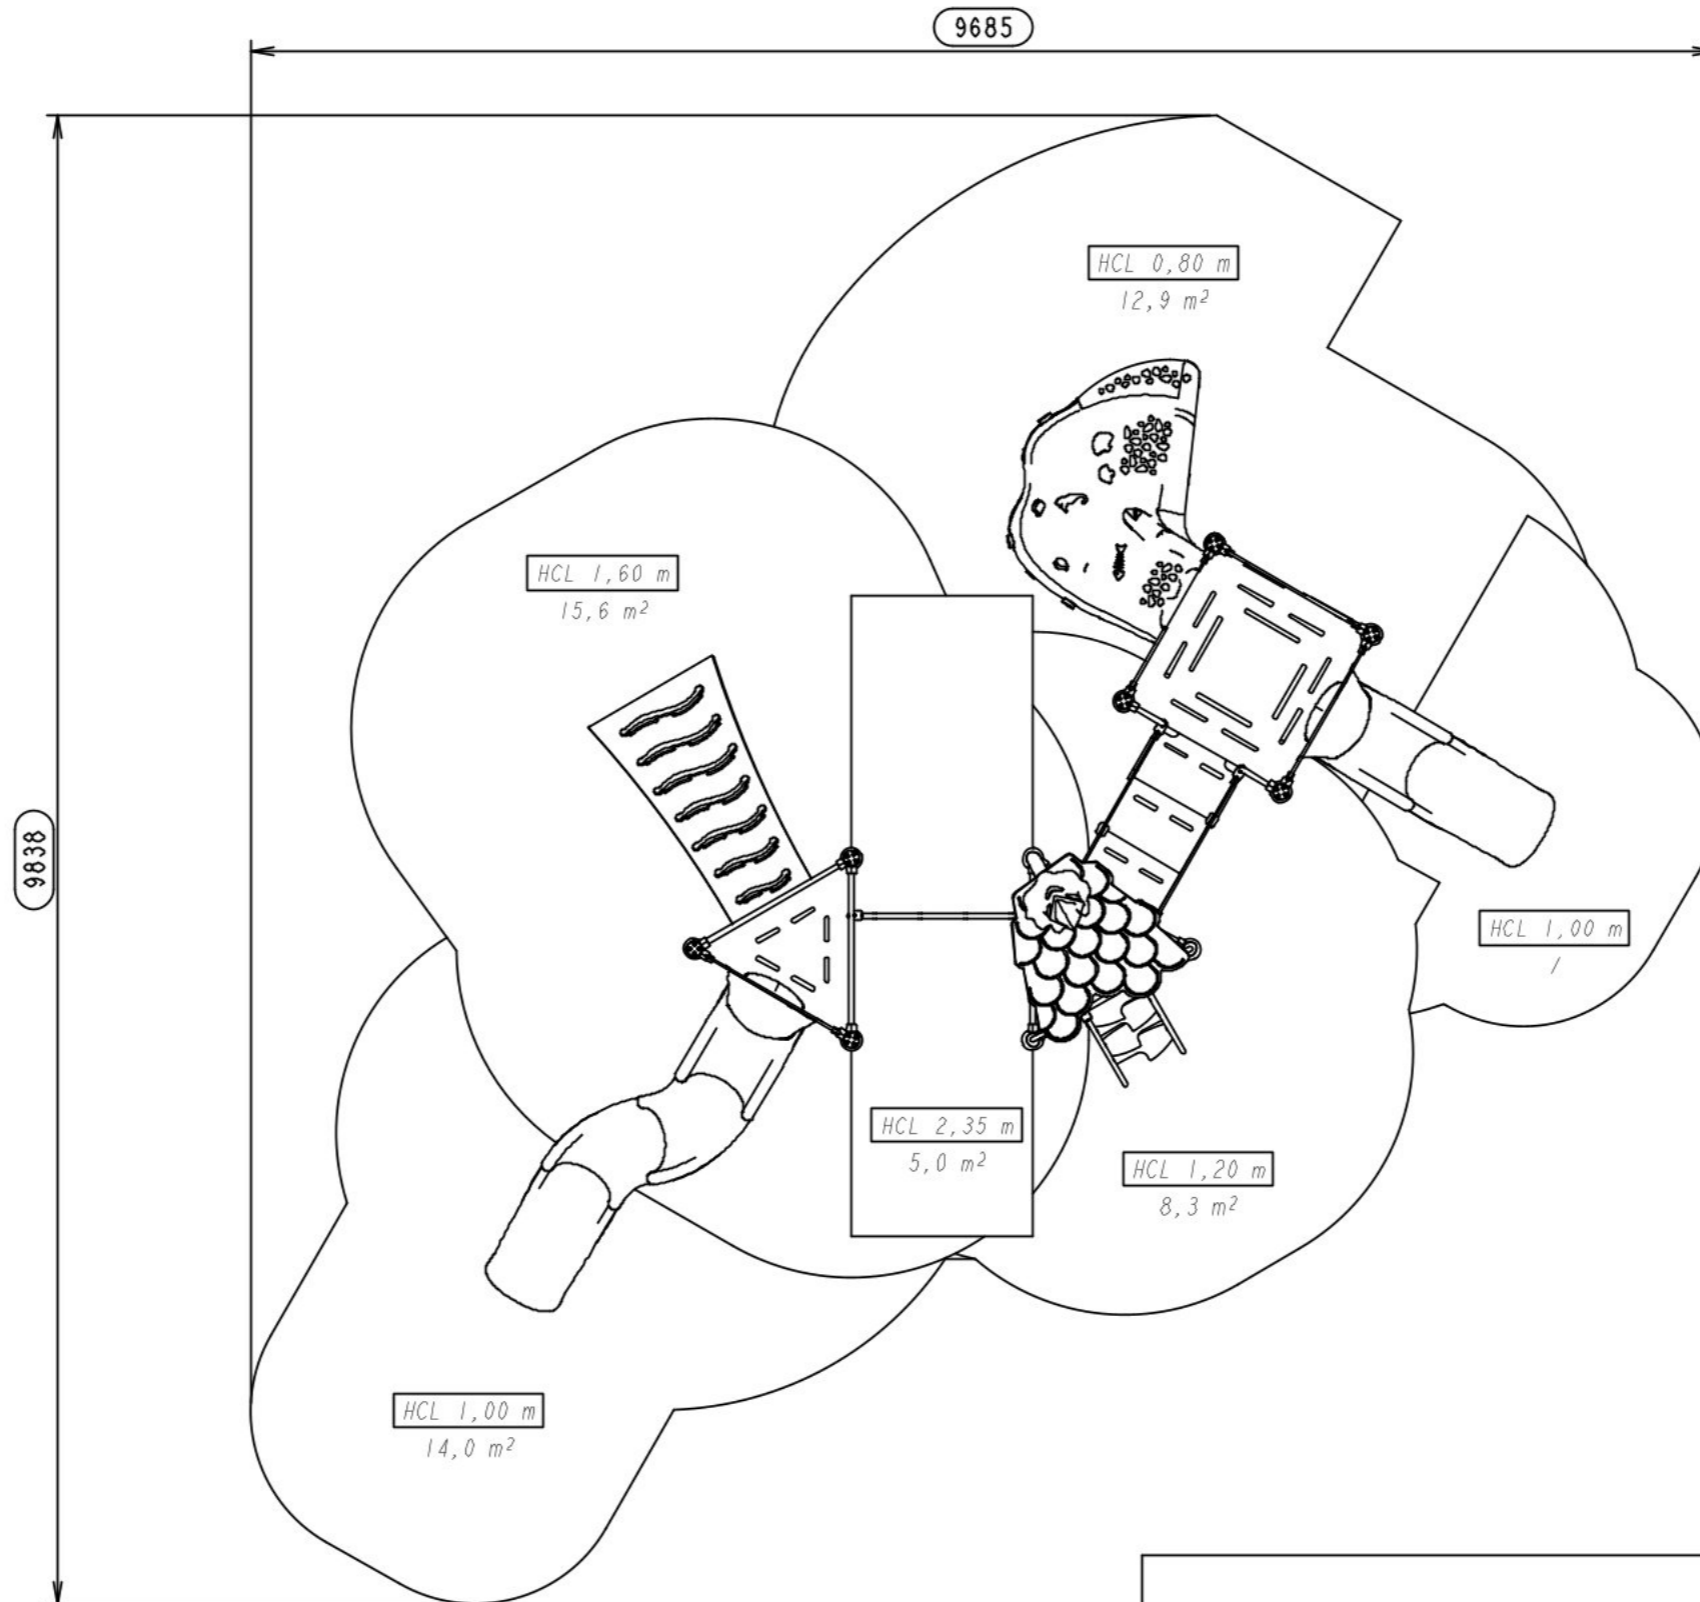 9685
HCL 0,80 m
12,9 m²
HCL 1,60 m
15,6 m²
9838
HCL 1,00 m
/
HCL 2,35 m
5,0 m²
HCL 1,20 m
8,3 m²
HCL 1,00 m
14,0 m²